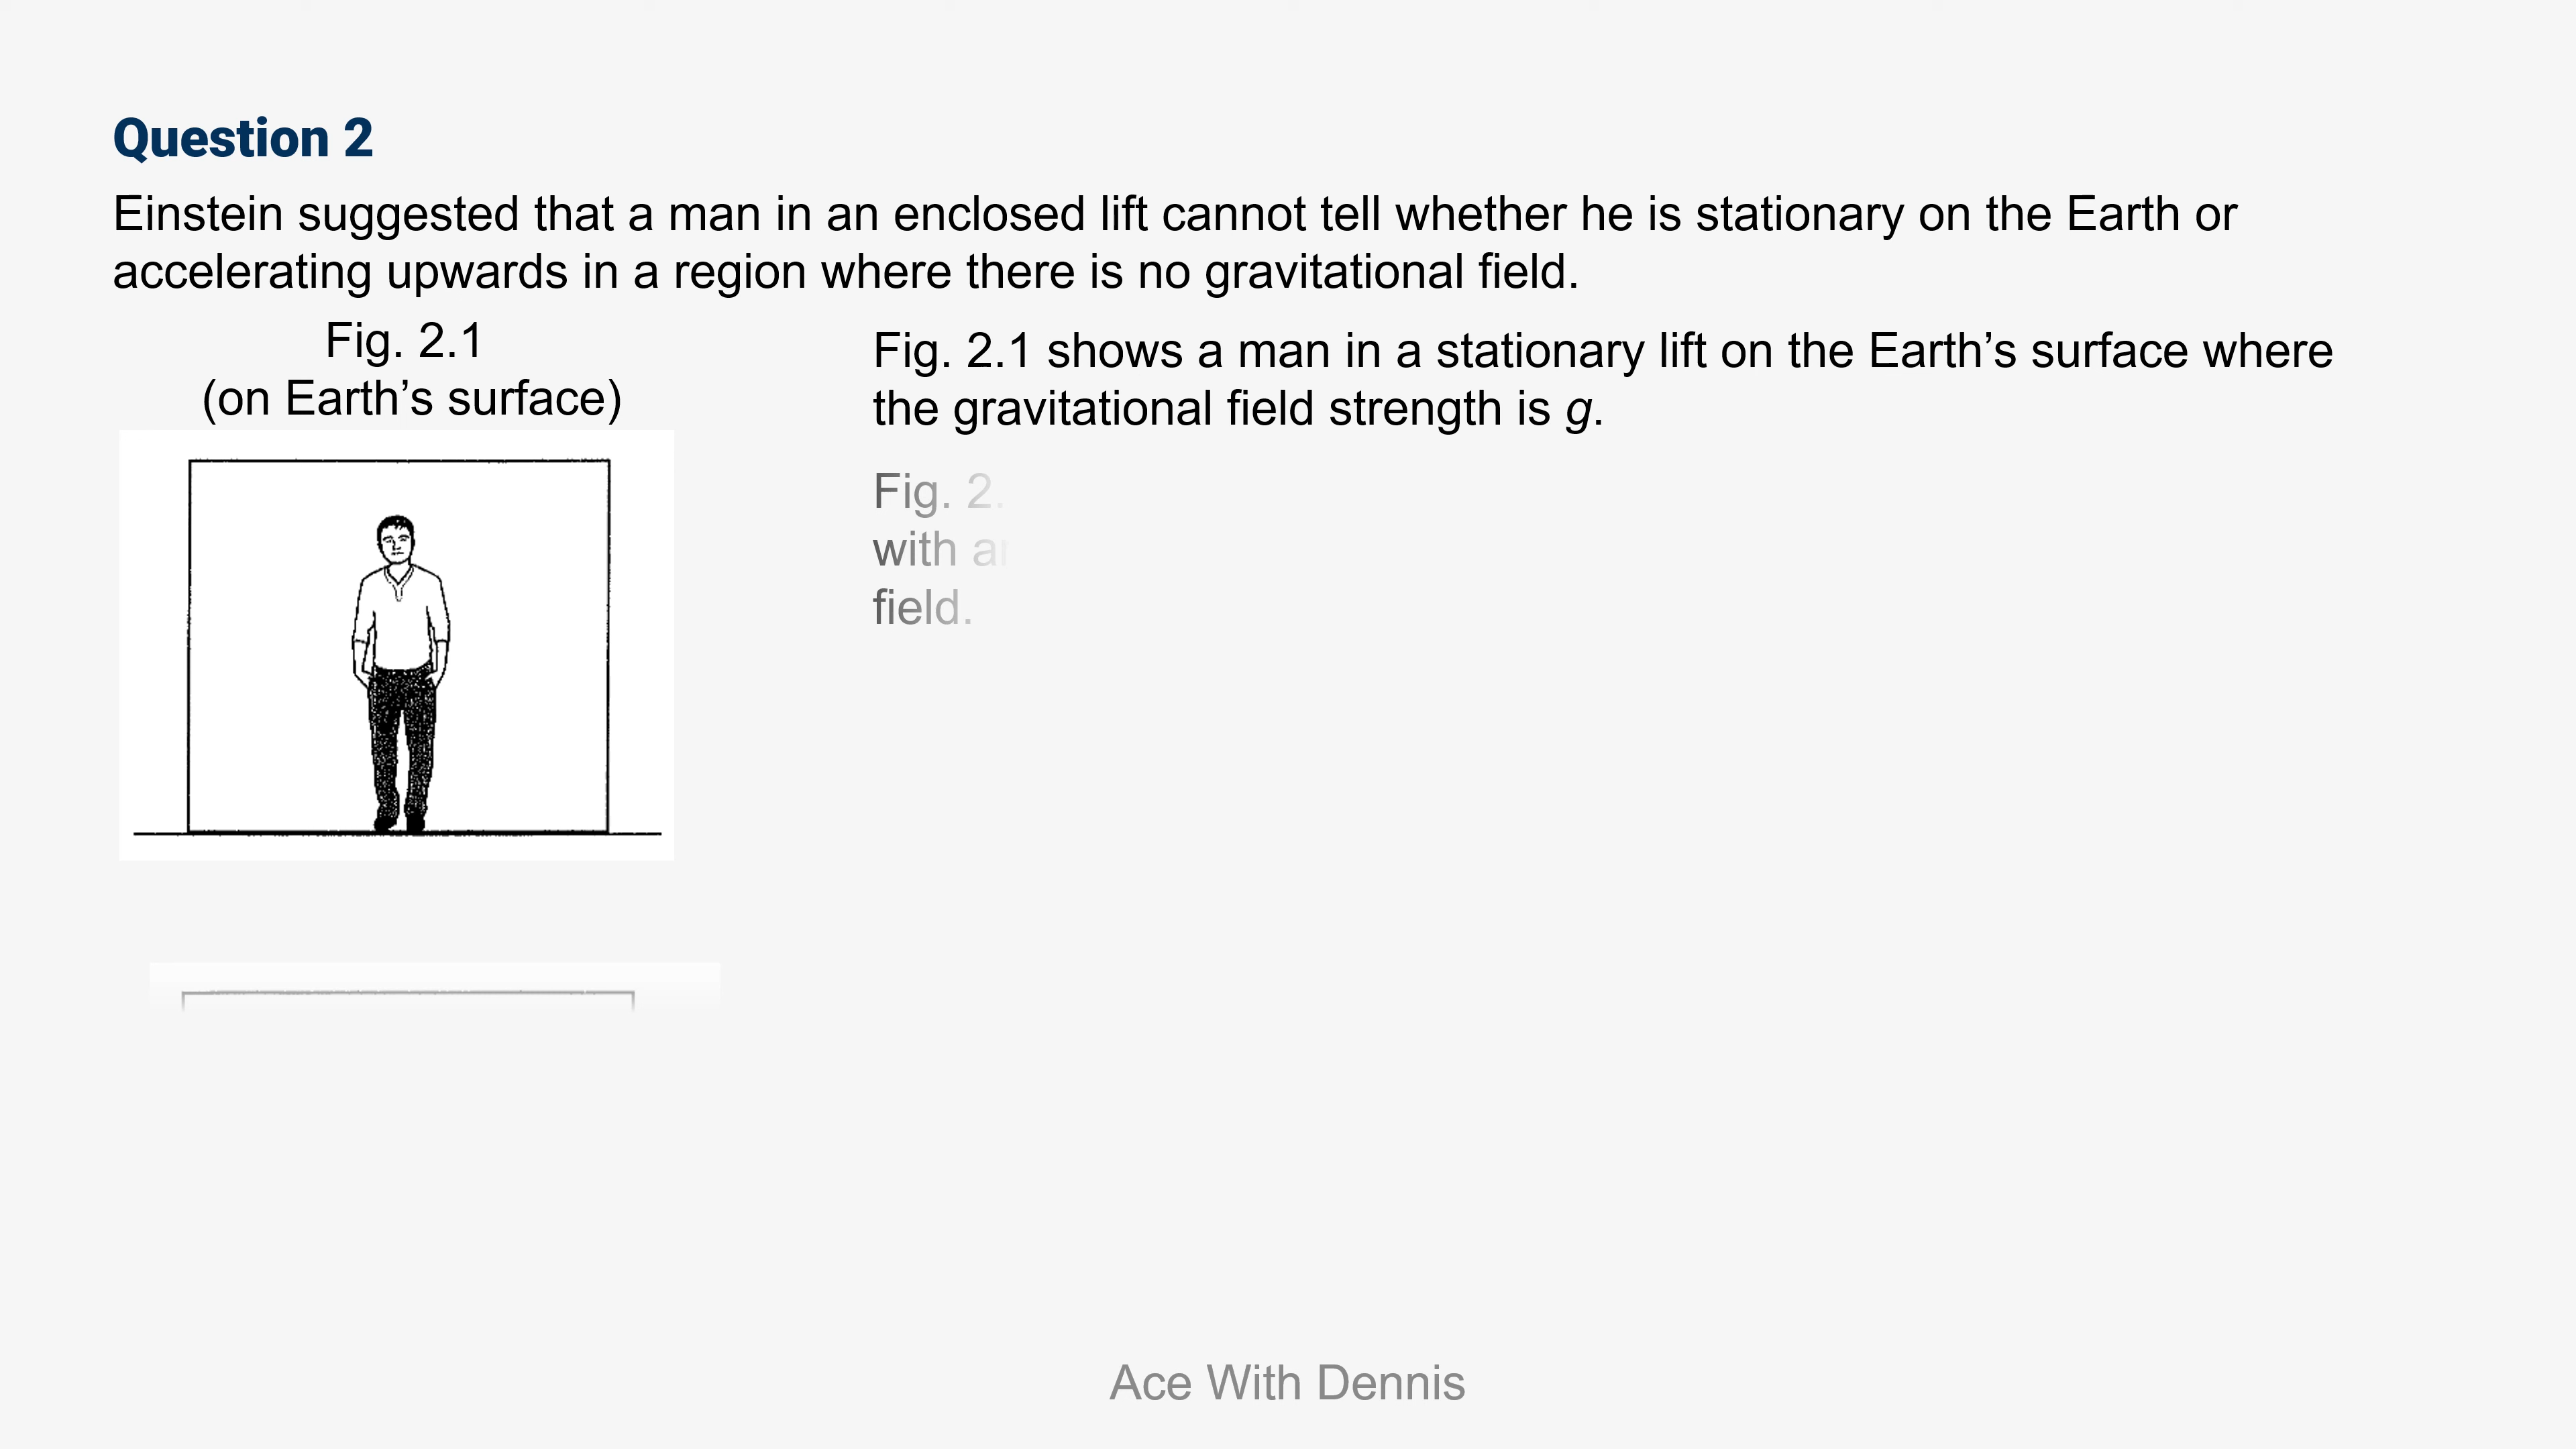 Question 2
Einstein suggested that a man in an enclosed lift cannot tell whether he is stationary on the Earth or
accelerating upwards in a region where there is no gravitational field.
Fig. 2.1
(on Earth’s surface)
Fig. 2.1 shows a man in a stationary lift on the Earth’s surface where
the gravitational field strength is g.
Fig. 2.
with
field.
Ace With Dennis